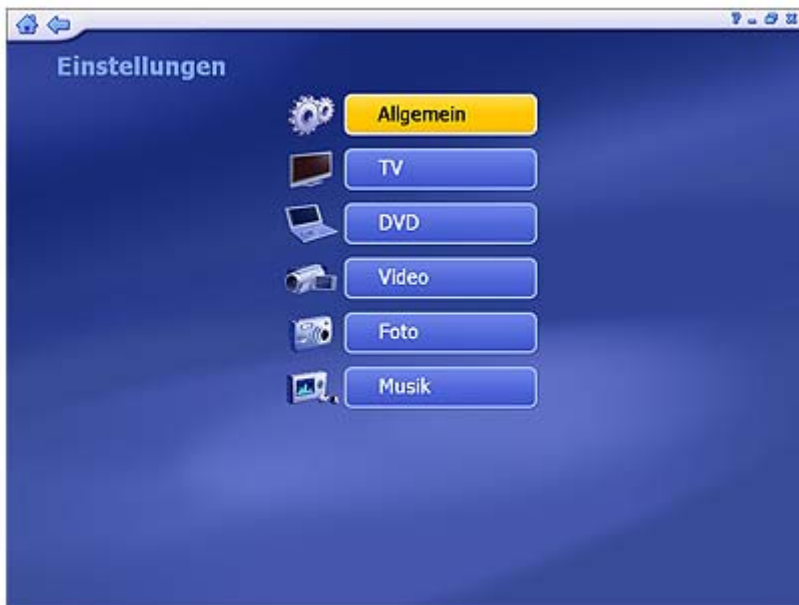 Einstellungen
Allgemein
TV
DVD
Video
Foto
Musik